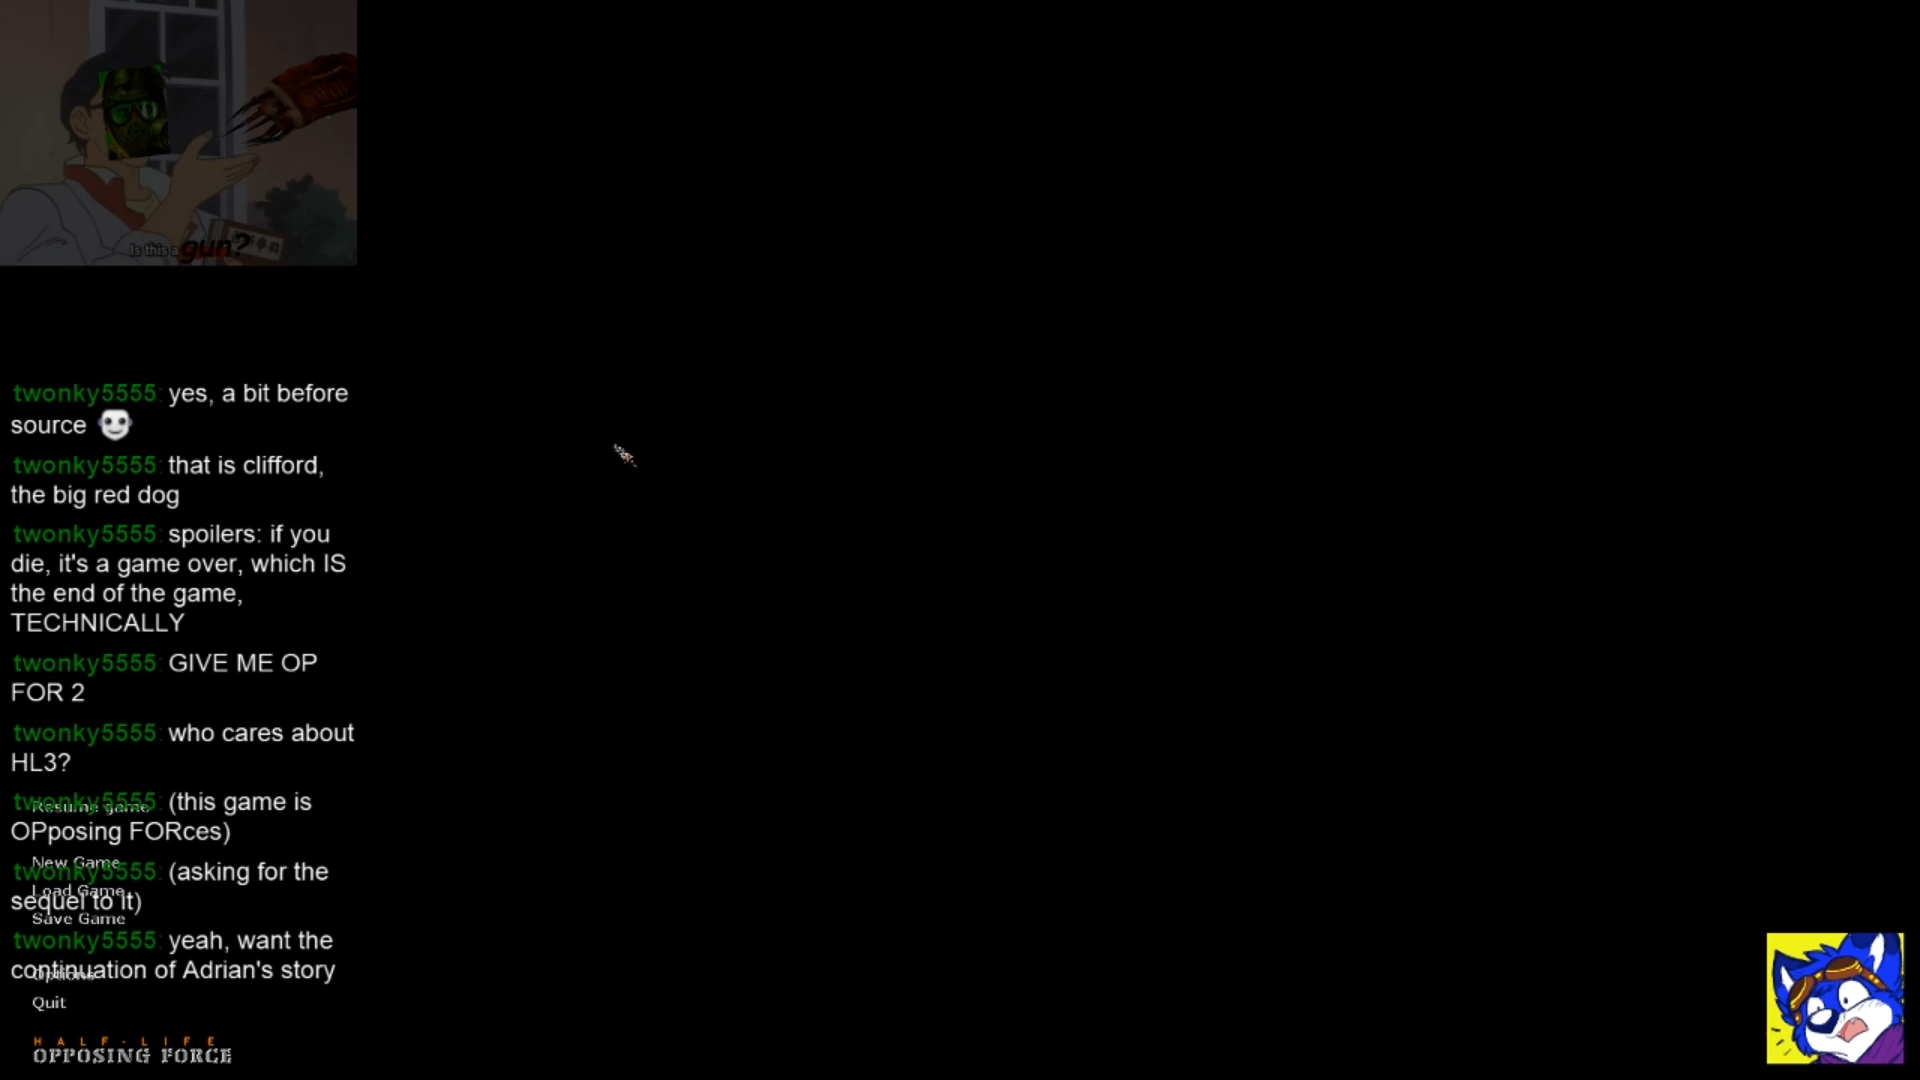 Is this a gun?
twonky5555: yes, a bit before
source
twonky5555: that is clifford,
the big red dog
twonky5555: spoilers: if you
die, it's a game over, which IS
the end of the game,
TECHNICALLY
twonky5555: GIVE ME OP
FOR 2
twonky5555: who cares about
HL3?
twonky5555: (this game is
Resume game
OPposing FORces)
New Game
twonky5555: (asking for the
Load Game
sequel to it)
Save Game
twonky5555: yeah, want the
continuation of Adrian's story
Options
Quit
HALF-LIFE
OPPOSING FORCE